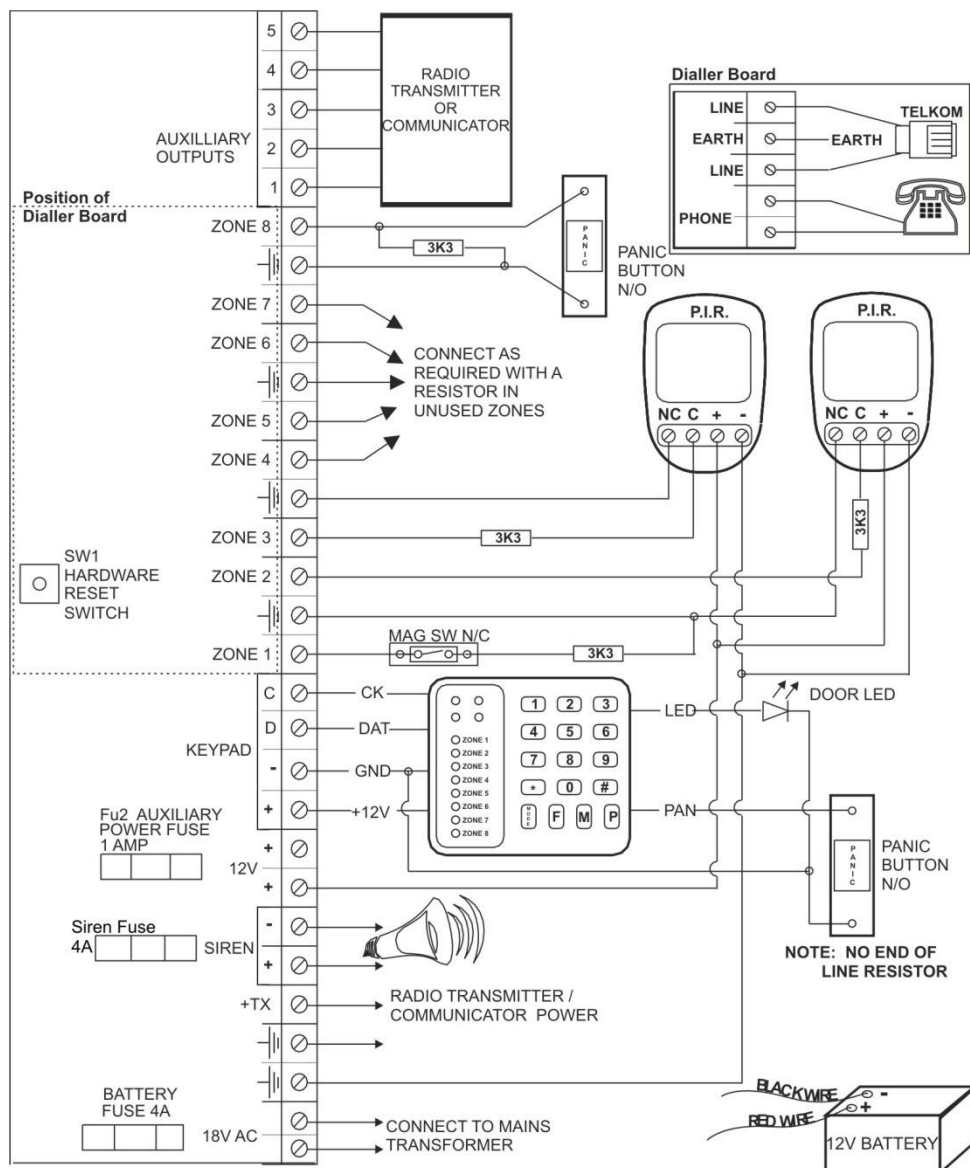 5
4
3
2
1
AUXILLIARY
OUTPUTS
RADIO
TRANSMITTER
OR
COMMUNICATOR
Dialler Board
LINE
EARTH
LINE
PHONE
EARTH
TELKOM
Position of
Dialler Board
ZONE 8
3K3
PANIC
PANIC
BUTTON
N/O
ZONE 7
ZONE 6
ZONE 5
ZONE 4
CONNECT AS
REQUIRED WITH A
RESISTOR IN
UNUSED ZONES
P.I.R.
NC C + -
P.I.R.
NC C + -
ZONE 3
3K3
3K3
ZONE 2
SW1
HARDWARE
RESET
SWITCH
ZONE 1
MAG SW N/C
3K3
KEYPAD
C
D
-
+
CK
DAT
GND
+12V
ZONE 1
ZONE 2
ZONE 3
ZONE 4
ZONE 5
ZONE 6
ZONE 7
ZONE 8
1 2 3
4 5 6
7 8 9
* 0 #
MODE F M P
LED
DOOR LED
PAN
PANIC
PANIC
BUTTON
N/O
NOTE: NO END OF
LINE RESISTOR
Fu2 AUXILIARY
POWER FUSE
1 AMP
12V
+
+
Siren Fuse
4A
SIREN
-
+
+TX
RADIO TRANSMITTER /
COMMUNICATOR POWER
BATTERY
FUSE 4A
18V AC
CONNECT TO MAINS
TRANSFORMER
BLACK WIRE
RED WIRE
-
+
12V BATTERY